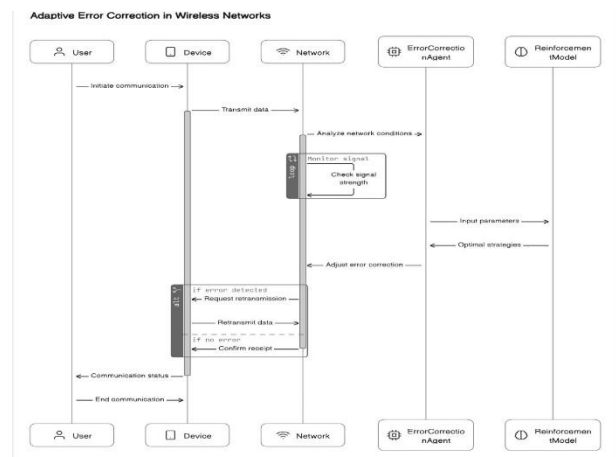 Adaptive Error Correction in Wireless Networks
User
Device
Network
ErrorCorrectio
nAgent
Reinforcemen
tModel
Initiate communication
Transmit data
Analyze network conditions
loop
Monitor signal
Check signal
strength
Input parameters
Optimal strategies
Adjust error correction
alt
if error detected
Request retransmission
Retransmit data
if no error
Confirm receipt
Communication status
End communication
User
Device
Network
ErrorCorrectio
nAgent
Reinforcemen
tModel